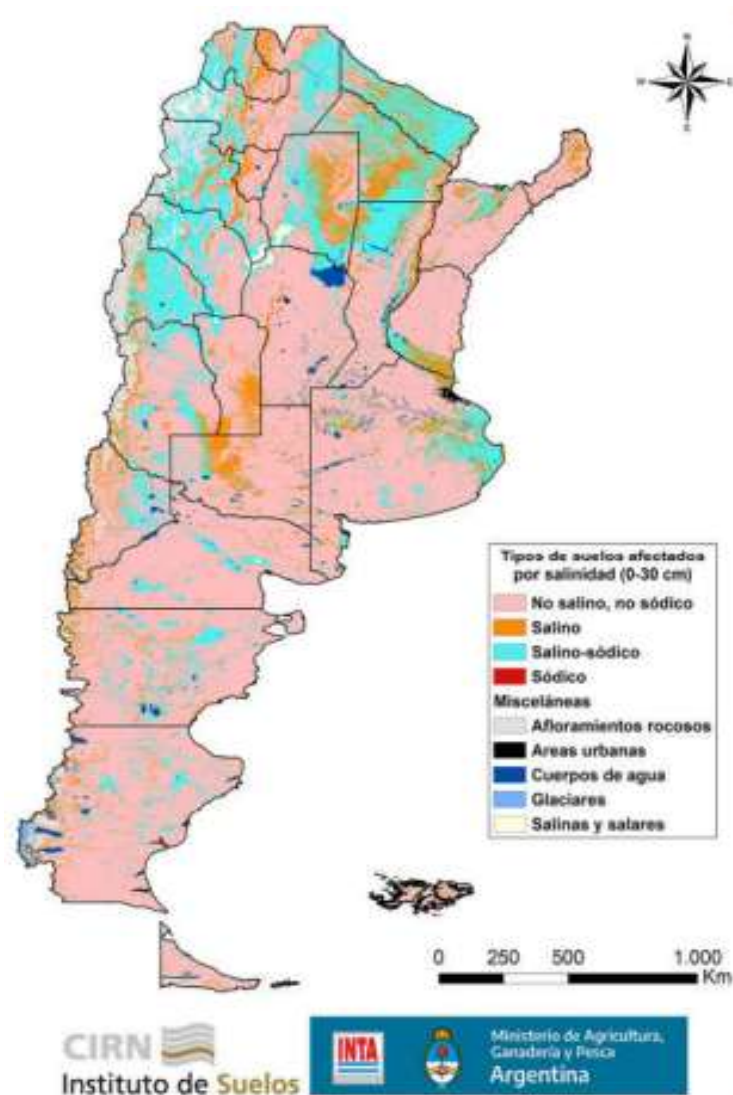 N
W E
S
Tipos de suelos afectados
por salinidad (0-30 cm)
No salino, no sódico
Salino
Salino-sódico
Sódico
Misceláneas
Afloramientos rocosos
Areas urbanas
Cuerpos de agua
Glaciares
Salinas y salares
0 250 500 1.000
Km
CIRN
Instituto de Suelos
INTA
Ministerio de Agricultura,
Ganadería y Pesca
Argentina